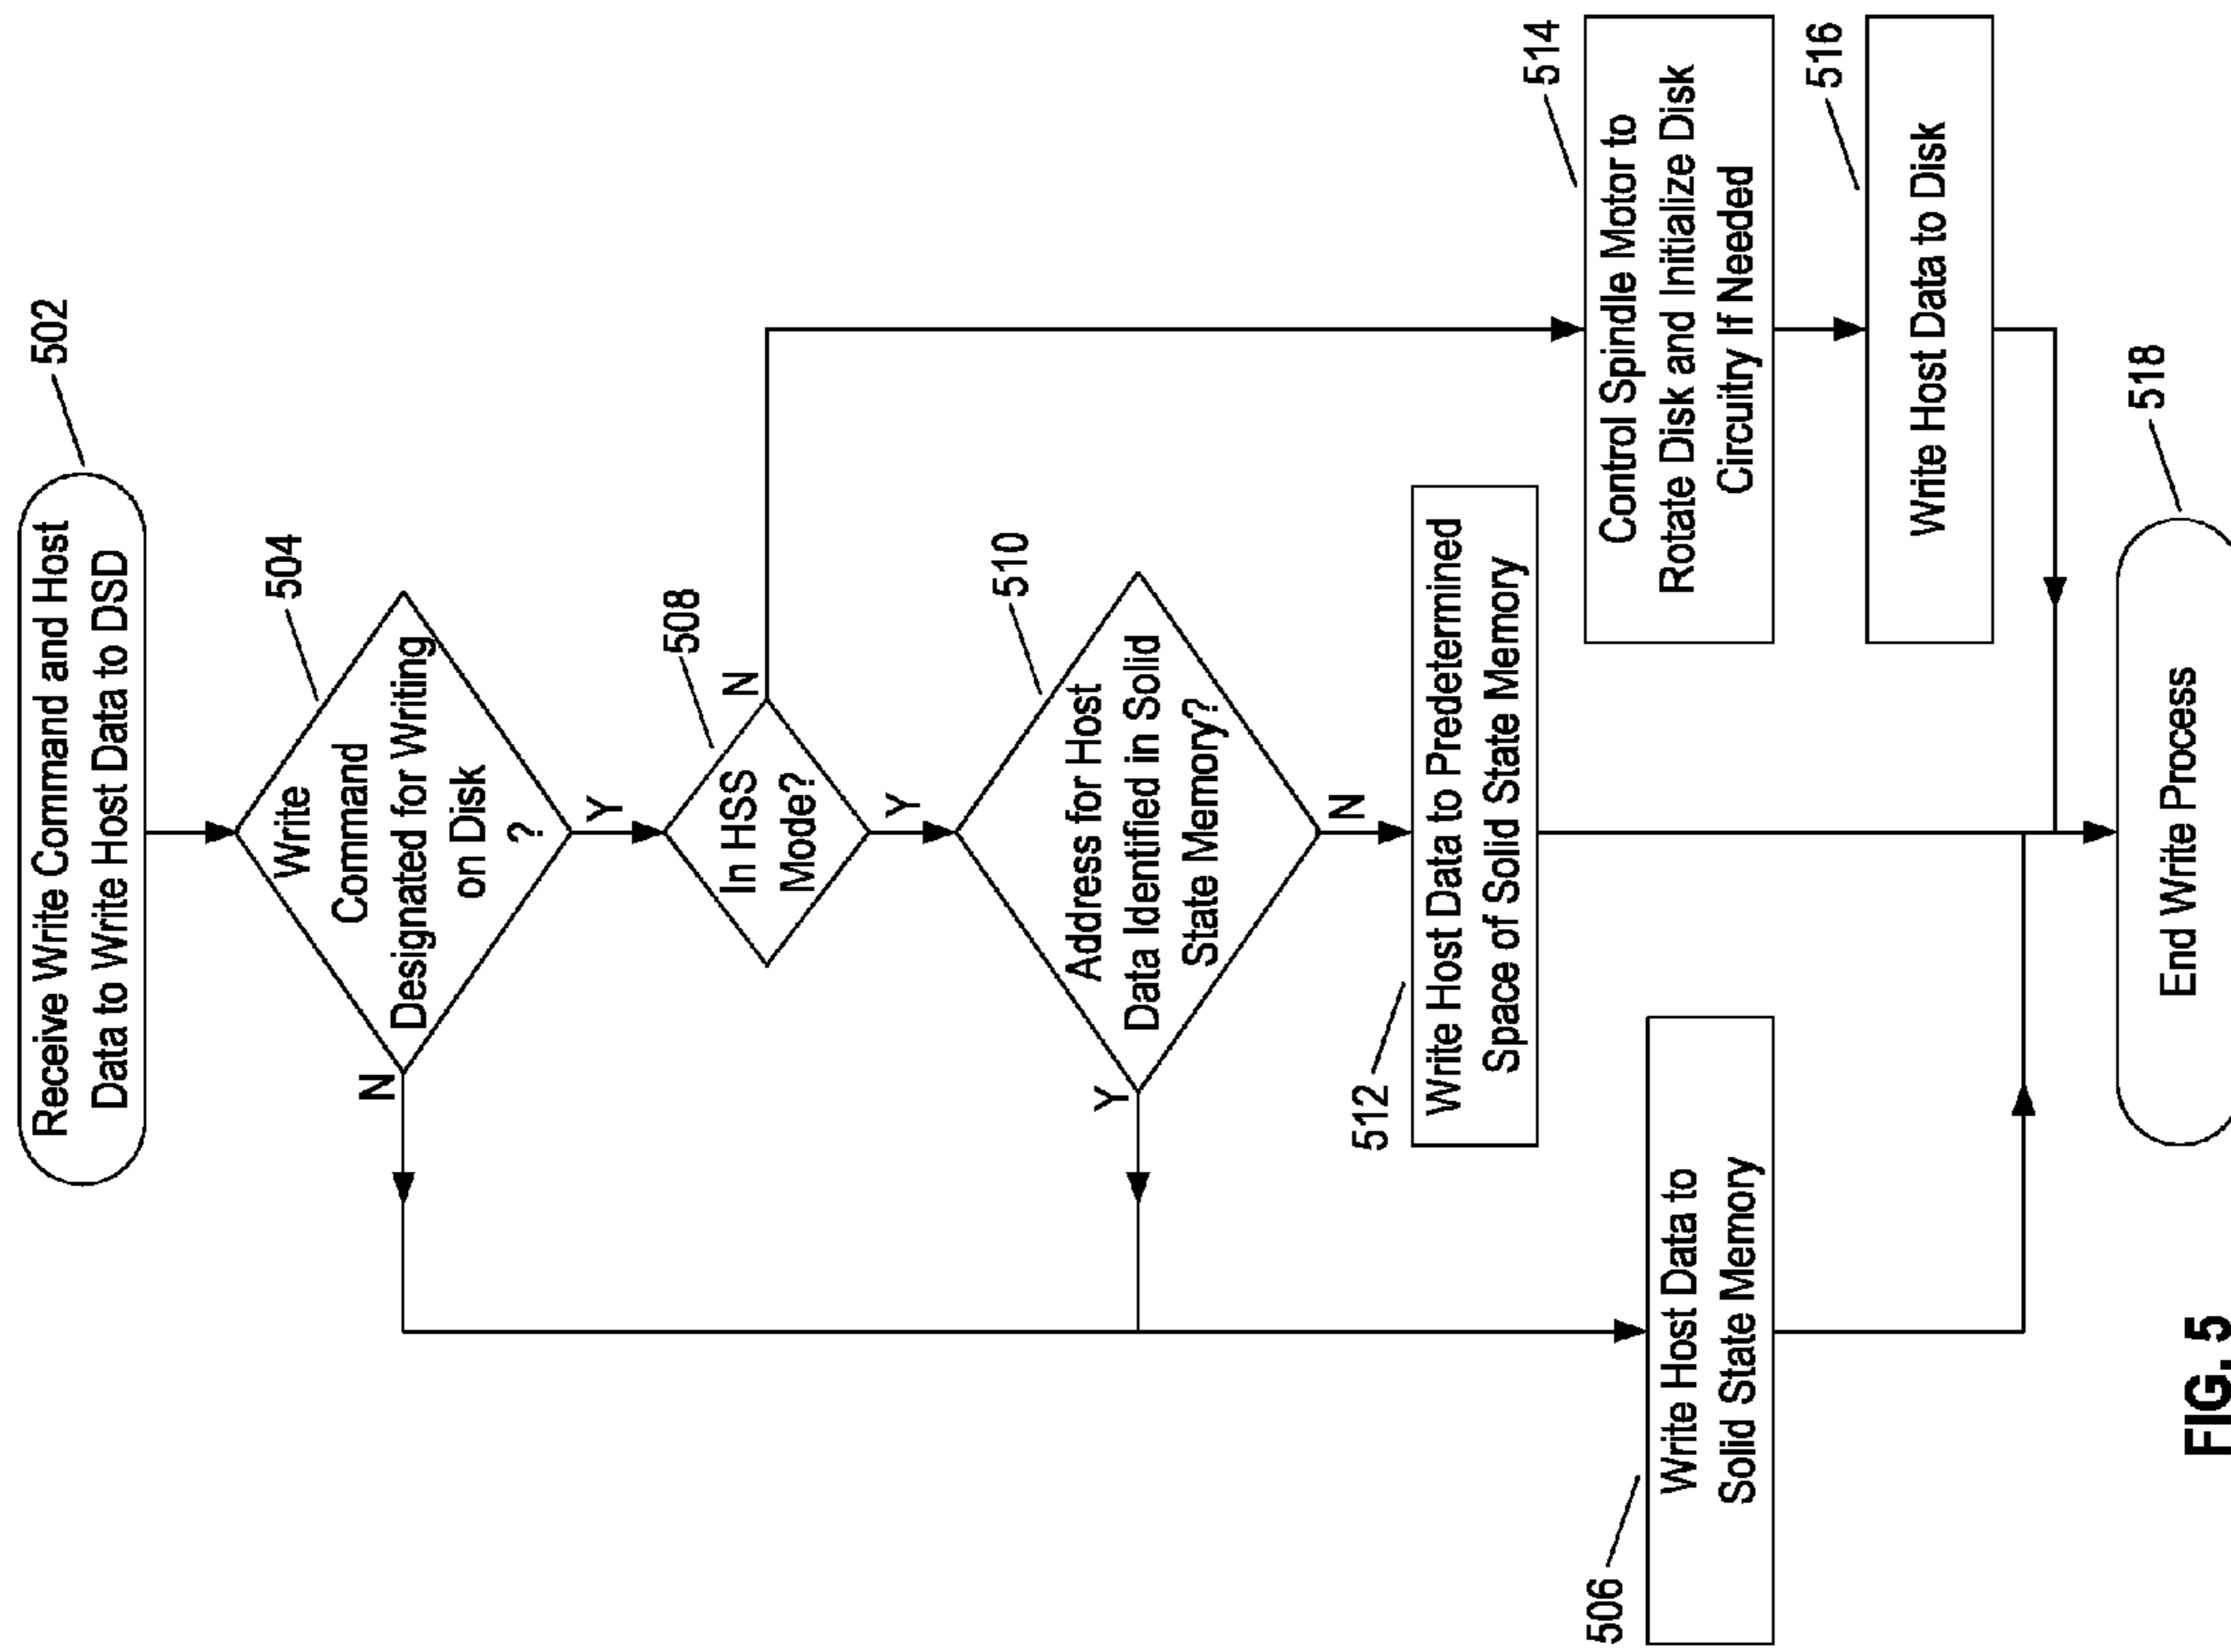 Receive Write Command and Host
Data to Write Host Data to DSD
502
Write
Command
Designated for Writing
on Disk
?
504
N
Y
In HSS
Mode?
508
N
Y
Address for Host
Data Identified in Solid
State Memory?
510
Y
N
512
Write Host Data to Predetermined
Space of Solid State Memory
506
Write Host Data to
Solid State Memory
514
Control Spindle Motor to
Rotate Disk and Initialize Disk
Circuitry If Needed
516
Write Host Data to Disk
518
End Write Process
FIG. 5